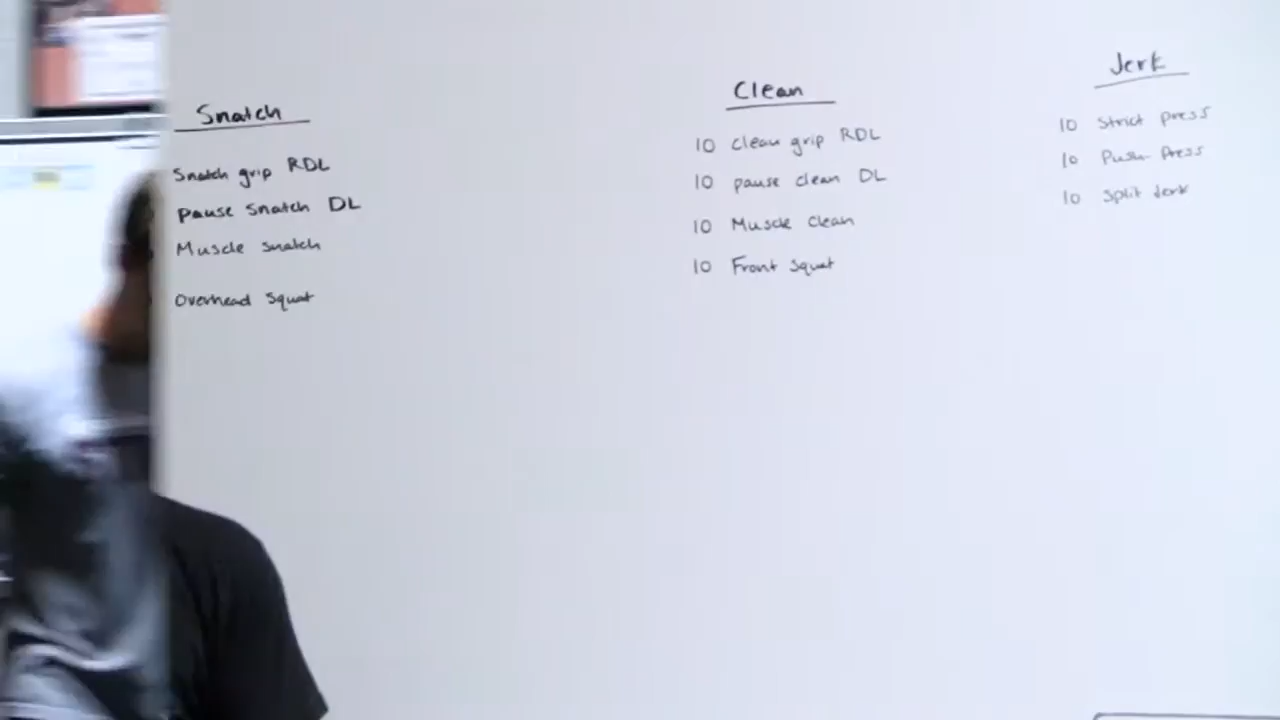 Snatch
Snatch grip RDL
pause snatch DL
Muscle snatch
Overhead squat
Clean
10 clean grip RDL
10 pause clean DL
10 Muscle clean
10 Front squat
Jerk
10 strict press
10 Push Press
10 split Jerk